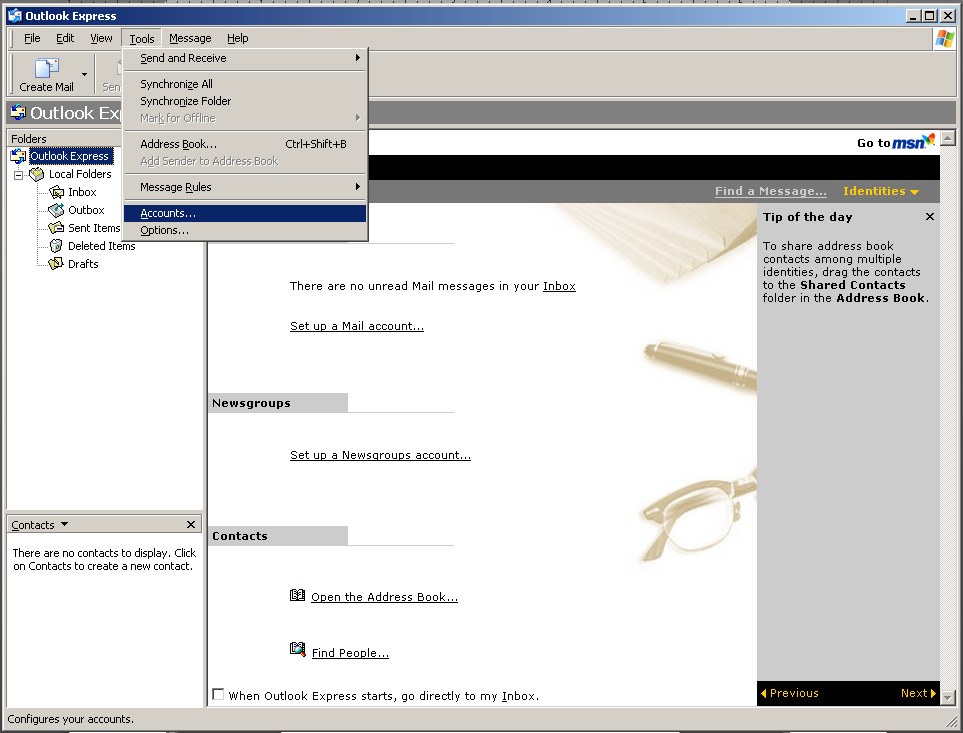 Outlook Express
File Edit View Tools Message Help
Create Mail
Sen
Send and Receive
Synchronize All
Synchronize Folder
Mark for Offline
Address Book... Ctrl+Shift+B
Add Sender to Address Book
Message Rules
Accounts...
Options...
Outlook Exp
Folders
Outlook Express
Local Folders
Inbox
Outbox
Sent Items
Deleted Items
Drafts
Go to msn
Find a Message... Identities
There are no unread Mail messages in your Inbox
Set up a Mail account...
Newsgroups
Set up a Newsgroups account...
Contacts
Open the Address Book...
Find People...
When Outlook Express starts, go directly to my Inbox.
Tip of the day
To share address book
contacts among multiple
identities, drag the contacts
to the Shared Contacts
folder in the Address Book.
Previous Next
Contacts
There are no contacts to display. Click
on Contacts to create a new contact.
Configures your accounts.